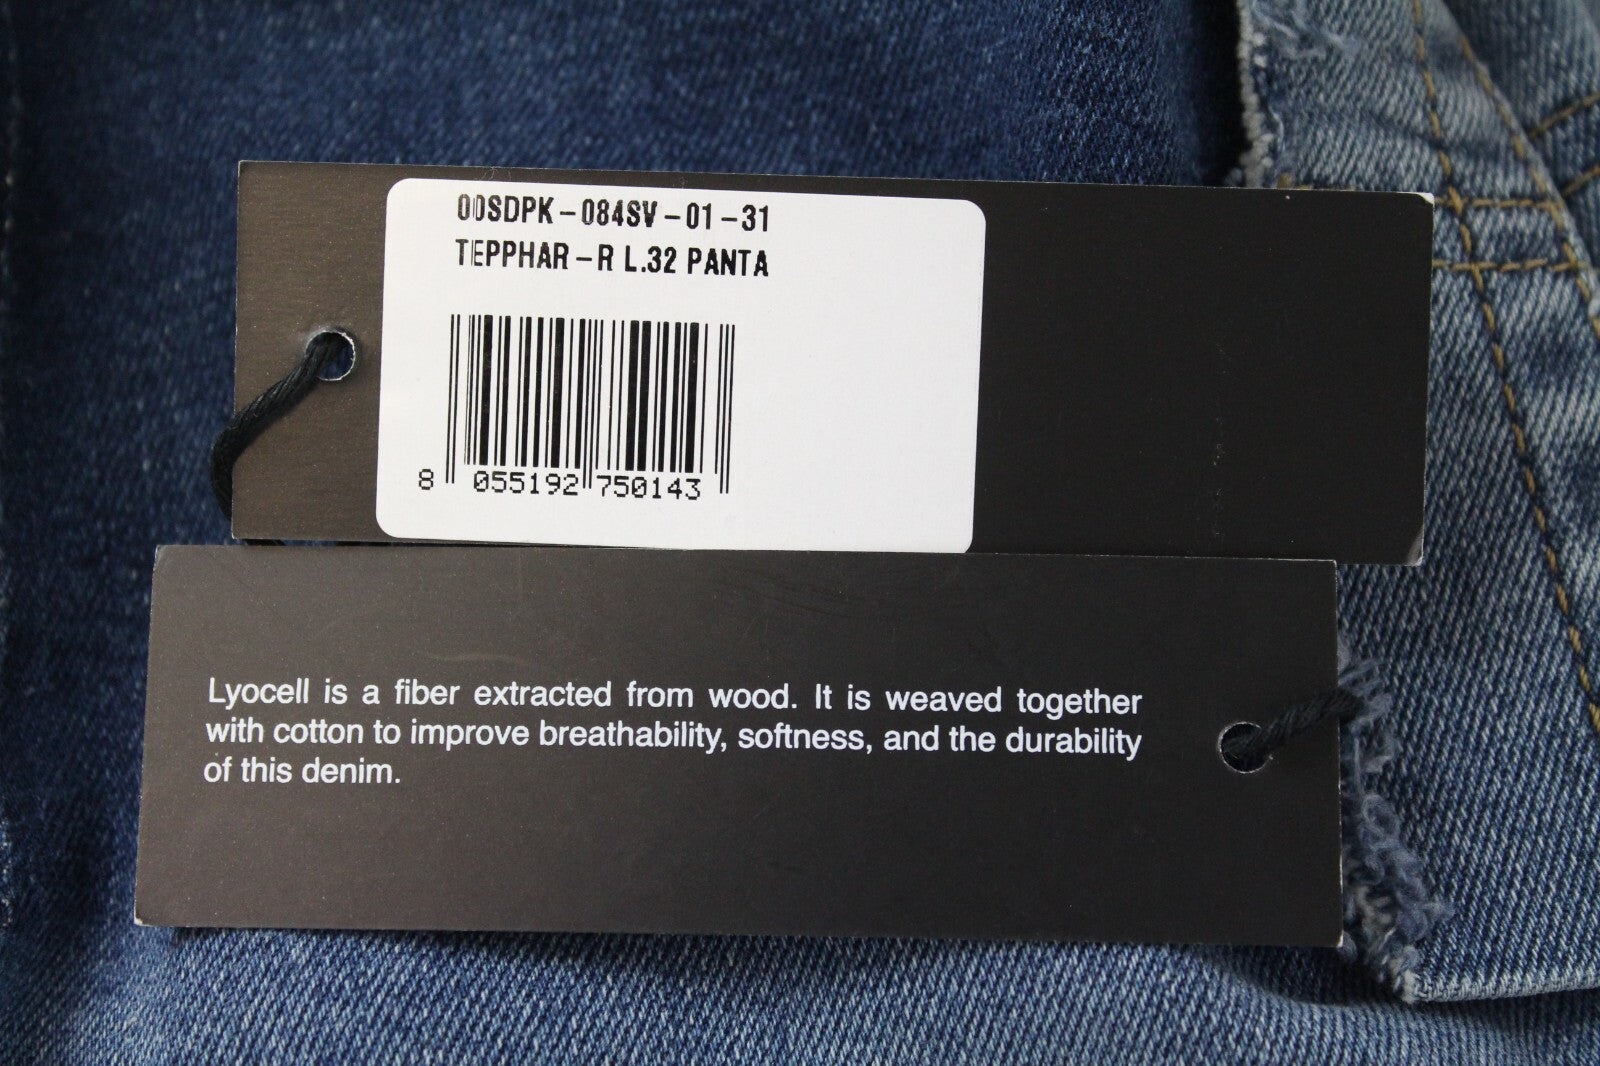 00SDPK-084SV-01-31
TEPPHAR-R L.32 PANTA
8 055192 750143
Lyocell is a fiber extracted from wood. It is weaved together
with cotton to improve breathability, softness, and the durability
of this denim.